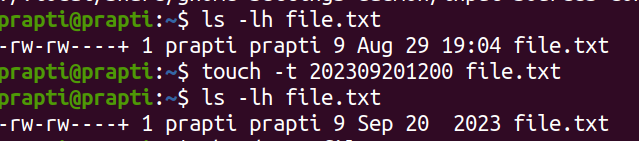 prapti@prapti:~$ ls -lh file.txt
-rw-rw----+ 1 prapti prapti 9 Aug 29 19:04 file.txt
prapti@prapti:~$ touch -t 202309201200 file.txt
prapti@prapti:~$ ls -lh file.txt
-rw-rw----+ 1 prapti prapti 9 Sep 20  2023 file.txt